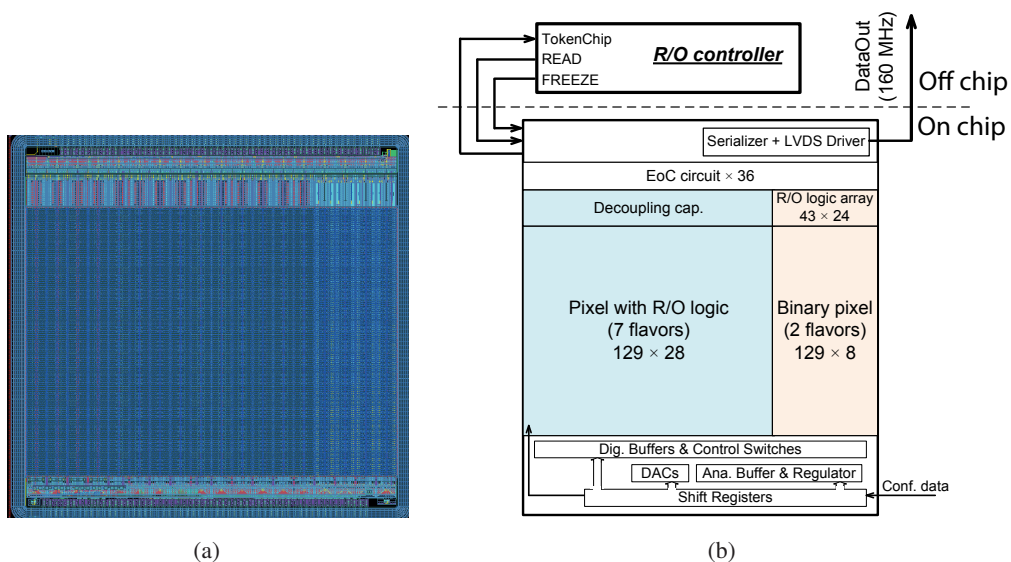 TokenChip
READ
FREEZE
R/O controller
DataOut
(160 MHz)
Off chip
On chip
Serializer + LVDS Driver
EoC circuit × 36
Decoupling cap.
R/O logic array
43 × 24
Pixel with R/O logic
(7 flavors)
129 × 28
Binary pixel
(2 flavors)
129 × 8
Dig. Buffers & Control Switches
DACs
Ana. Buffer & Regulator
Shift Registers
Conf. data
(a)
(b)